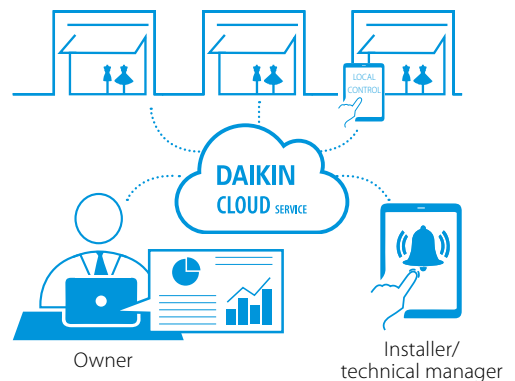 LOCAL
CONTROL
DAIKIN
CLOUD SERVICE
Owner
Installer/
technical manager